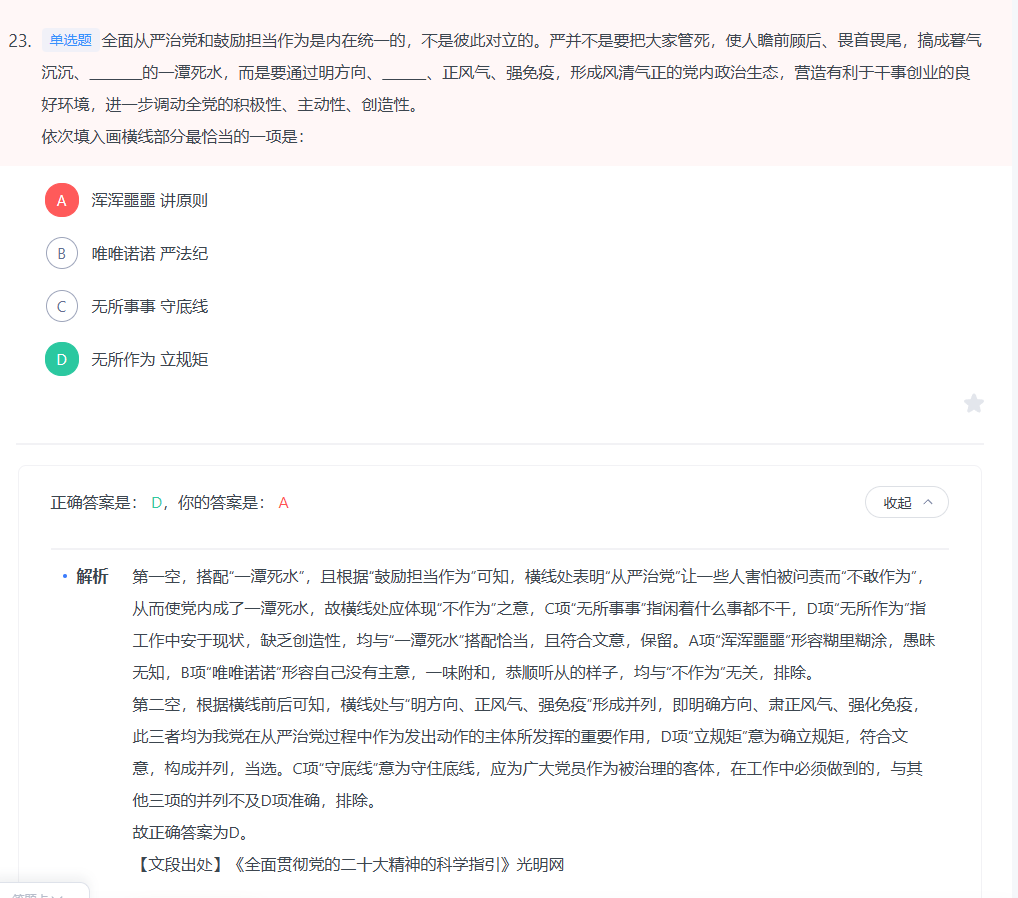 23. 单选题 全面从严治党和鼓励担当作为是内在统一的，不是彼此对立的。严并不是要把大家管死，使人瞻前顾后、畏首畏尾，搞成暮气
沉沉、_______的一潭死水，而是要通过明方向、______、正风气、强免疫，形成风清气正的党内政治生态，营造有利于干事创业的良
好环境，进一步调动全党的积极性、主动性、创造性。
依次填入画横线部分最恰当的一项是：
A 浑浑噩噩 讲原则
B 唯唯诺诺 严法纪
C 无所事事 守底线
D 无所作为 立规矩
正确答案是： D，你的答案是： A
收起
解析 第一空，搭配“一潭死水”，且根据“鼓励担当作为”可知，横线处表明“从严治党”让一些人害怕被问责而“不敢作为”，
从而使党内成了一潭死水，故横线处应体现“不作为”之意，C项“无所事事”指闲着什么事都不干，D项“无所作为”指
工作中安于现状，缺乏创造性，均与“一潭死水”搭配恰当，且符合文意，保留。A项“浑浑噩噩”形容糊里糊涂，愚昧
无知，B项“唯唯诺诺”形容自己没有主意，一味附和，恭顺听从的样子，均与“不作为”无关，排除。
第二空，根据横线前后可知，横线处与“明方向、正风气、强免疫”形成并列，即明确方向、肃正风气、强化免疫，
此三者均为我党在从严治党过程中作为发出动作的主体所发挥的重要作用，D项“立规矩”意为确立规矩，符合文
意，构成并列，当选。C项“守底线”意为守住底线，应为广大党员作为被治理的客体，在工作中必须做到的，与其
他三项的并列不及D项准确，排除。
故正确答案为D。
【文段出处】《全面贯彻党的二十大精神的科学指引》光明网